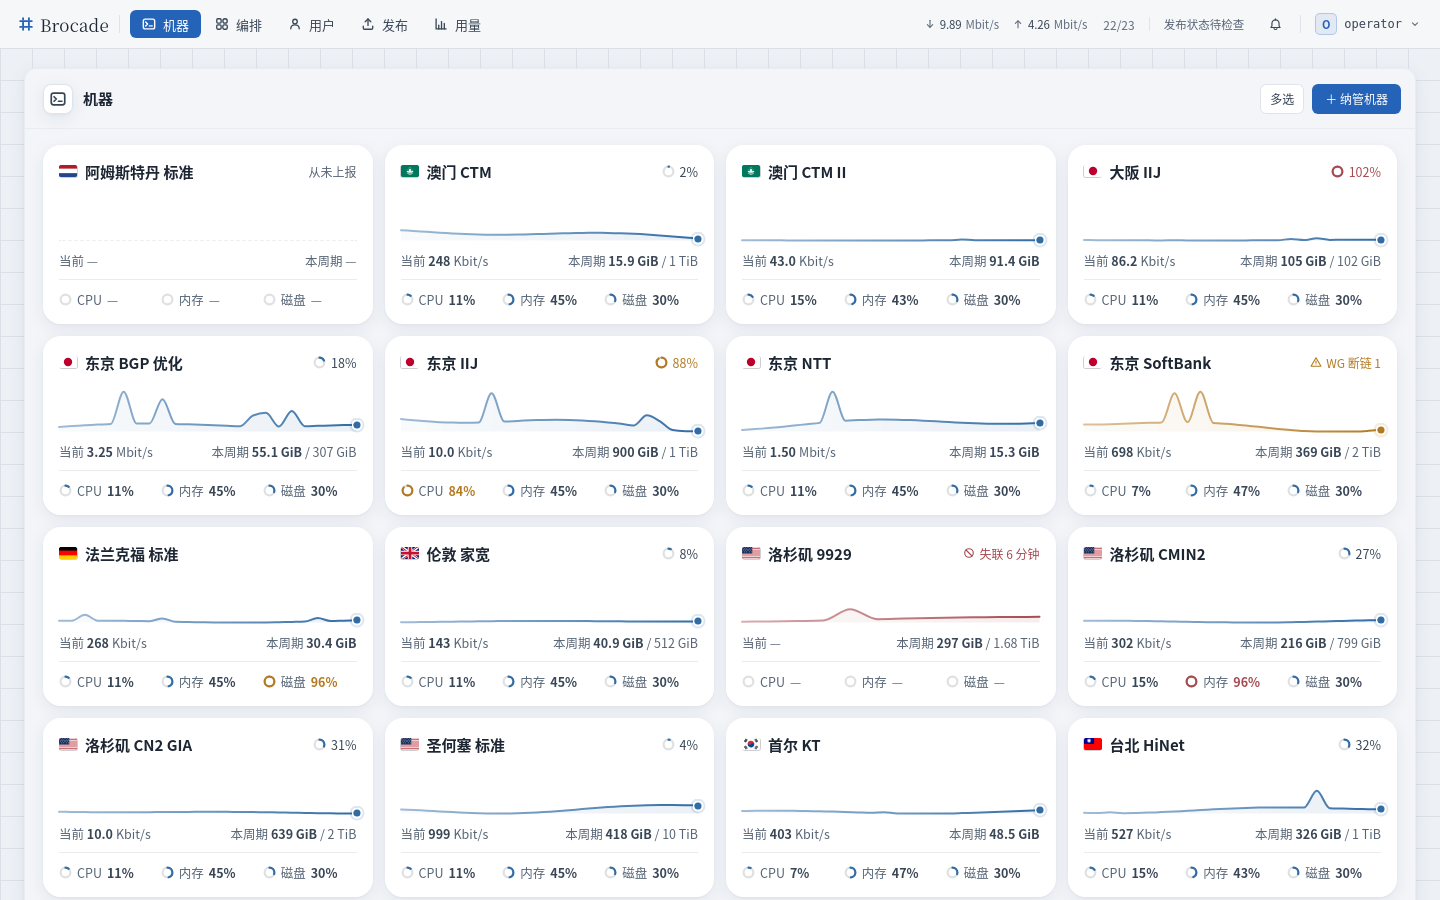 Brocade 机器 编排 用户 发布 用量 9.89 Mbit/s 4.26 Mbit/s 22/23 发布状态待检查 O operator
机器 多选 纳管机器
阿姆斯特丹 标准 从未上报
当前 — 本周期 —
CPU — 内存 — 磁盘 —
澳门 CTM 2%
当前 248 Kbit/s 本周期 15.9 GiB / 1 TiB
CPU 11% 内存 45% 磁盘 30%
澳门 CTM II
当前 43.0 Kbit/s 本周期 91.4 GiB
CPU 15% 内存 43% 磁盘 30%
大阪 IIJ 102%
当前 86.2 Kbit/s 本周期 105 GiB / 102 GiB
CPU 11% 内存 45% 磁盘 30%
东京 BGP 优化 18%
当前 3.25 Mbit/s 本周期 55.1 GiB / 307 GiB
CPU 11% 内存 45% 磁盘 30%
东京 IIJ 88%
当前 10.0 Kbit/s 本周期 900 GiB / 1 TiB
CPU 84% 内存 45% 磁盘 30%
东京 NTT
当前 1.50 Mbit/s 本周期 15.3 GiB
CPU 11% 内存 45% 磁盘 30%
东京 SoftBank WG 断链 1
当前 698 Kbit/s 本周期 369 GiB / 2 TiB
CPU 7% 内存 47% 磁盘 30%
法兰克福 标准
当前 268 Kbit/s 本周期 30.4 GiB
CPU 11% 内存 45% 磁盘 96%
伦敦 家宽 8%
当前 143 Kbit/s 本周期 40.9 GiB / 512 GiB
CPU 11% 内存 45% 磁盘 30%
洛杉矶 9929 失联 6 分钟
当前 — 本周期 297 GiB / 1.68 TiB
CPU — 内存 — 磁盘 —
洛杉矶 CMIN2 27%
当前 302 Kbit/s 本周期 216 GiB / 799 GiB
CPU 15% 内存 96% 磁盘 30%
洛杉矶 CN2 GIA 31%
当前 10.0 Kbit/s 本周期 639 GiB / 2 TiB
CPU 11% 内存 45% 磁盘 30%
圣何塞 标准 4%
当前 999 Kbit/s 本周期 418 GiB / 10 TiB
CPU 11% 内存 45% 磁盘 30%
首尔 KT
当前 403 Kbit/s 本周期 48.5 GiB
CPU 7% 内存 47% 磁盘 30%
台北 HiNet 32%
当前 527 Kbit/s 本周期 326 GiB / 1 TiB
CPU 15% 内存 43% 磁盘 30%